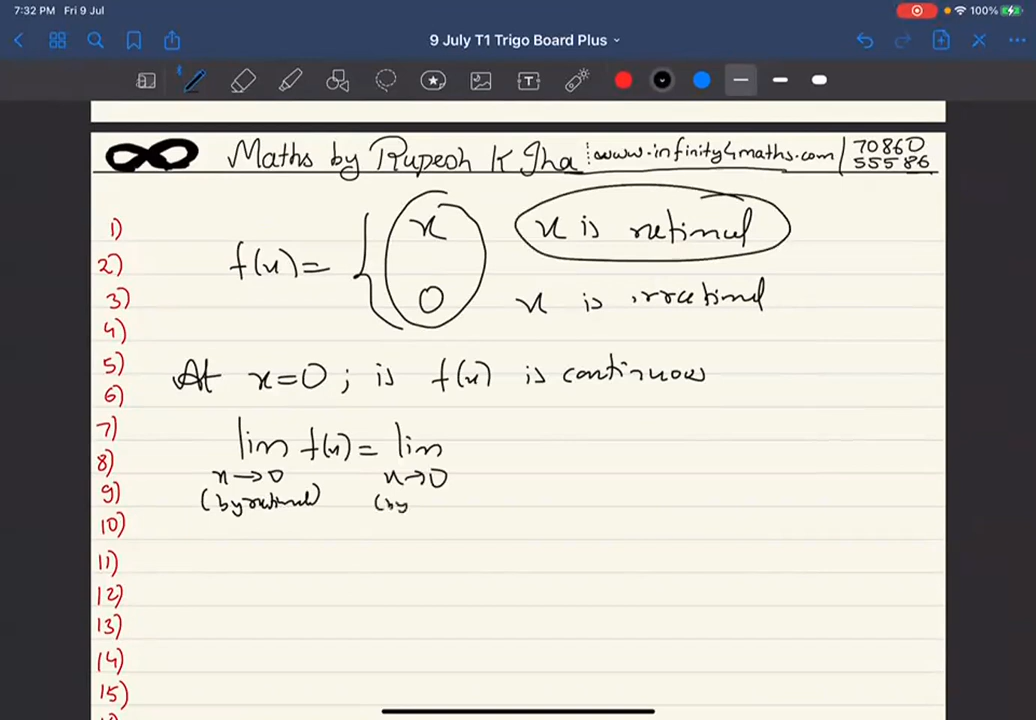 7:32 PM Fri 9 Jul
100%
9 July T1 Trigo Board Plus
Maths by Rupesh K Jha www.infinity4maths.com 70860 55586
1)
2)
3)
4)
5)
6)
7)
8)
9)
10)
11)
12)
13)
14)
15)
f(x) = { x x is rational
0 x is irrational
At x=0 ; is f(x) is continuous
lim f(x) = lim
x→0 x→0
(by rational) (by